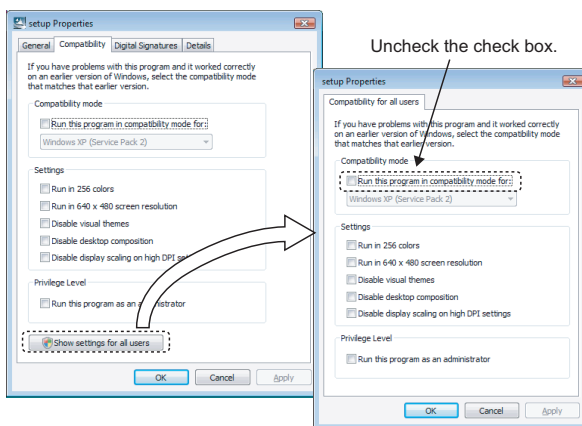 setup Properties
General Compatibility Digital Signatures Details
If you have problems with this program and it worked correctly
on an earlier version of Windows, select the compatibility mode
that matches that earlier version.
Compatibility mode
Run this program in compatibility mode for:
Windows XP (Service Pack 2)
Settings
Run in 256 colors
Run in 640 x 480 screen resolution
Disable visual themes
Disable desktop composition
Disable display scaling on high DPI
Privilege Level
Run this program as an
Show settings for all users
OK Cancel Apply
Uncheck the check box.
setup Properties
Compatibility for all users
If you have problems with this program and it worked correctly
on an earlier version of Windows, select the compatibility mode
that matches that earlier version.
Compatibility mode
Run this program in compatibility mode for:
Windows XP (Service Pack 2)
Settings
Run in 256 colors
Run in 640 x 480 screen resolution
Disable visual themes
Disable desktop composition
Disable display scaling on high DPI settings
Privilege Level
Run this program as an administrator
OK Cancel Apply